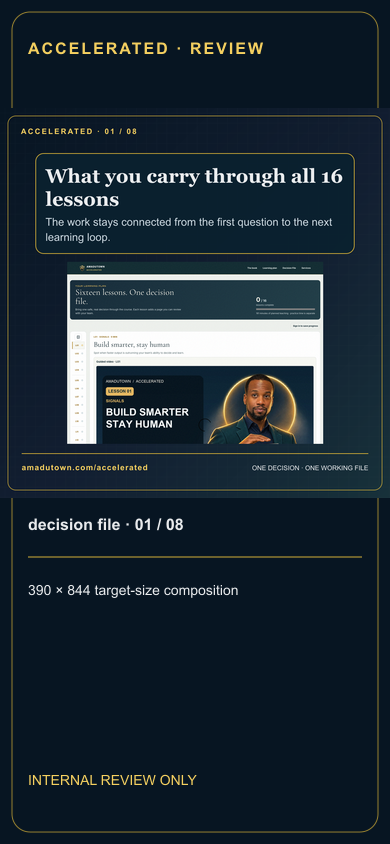 ACCELERATED · REVIEW
ACCELERATED · 01 / 08
What you carry through all 16
lessons
The work stays connected from the first question to the next
learning loop.
AMADUTOWN
Sixteen lessons. One decision
file.
0
Build smarter, stay human
AMADUTOWN / ACCELERATED
LESSON 01
SIGNALS
BUILD SMARTER
STAY HUMAN
amadutown.com/accelerated
ONE DECISION · ONE WORKING FILE
decision file · 01 / 08
390 × 844 target-size composition
INTERNAL REVIEW ONLY